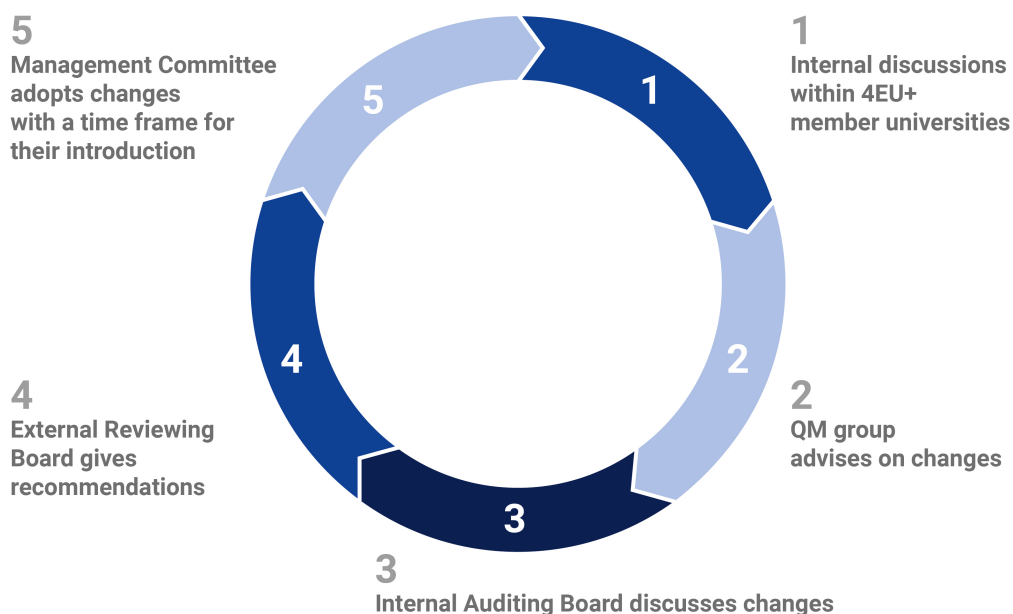 5
Management Committee
adopts changes
with a time frame for
their introduction
1
Internal discussions
within 4EU+
member universities
5
1
4
2
4
External Reviewing
Board gives
recommendations
2
QM group
advises on changes
3
3
Internal Auditing Board discusses changes